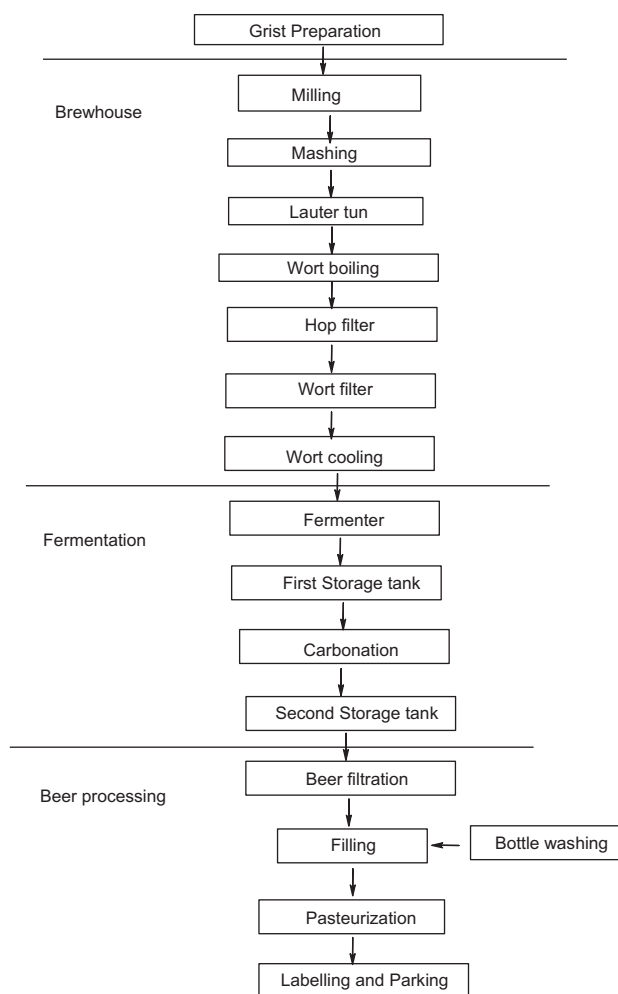 Grist Preparation
Milling
Brewhouse
Mashing
Lauter tun
Wort boiling
Hop filter
Wort filter
Wort cooling
Fermenter
Fermentation
First Storage tank
Carbonation
Second Storage tank
Beer filtration
Beer processing
Filling
Bottle washing
Pasteurization
Labelling and Parking